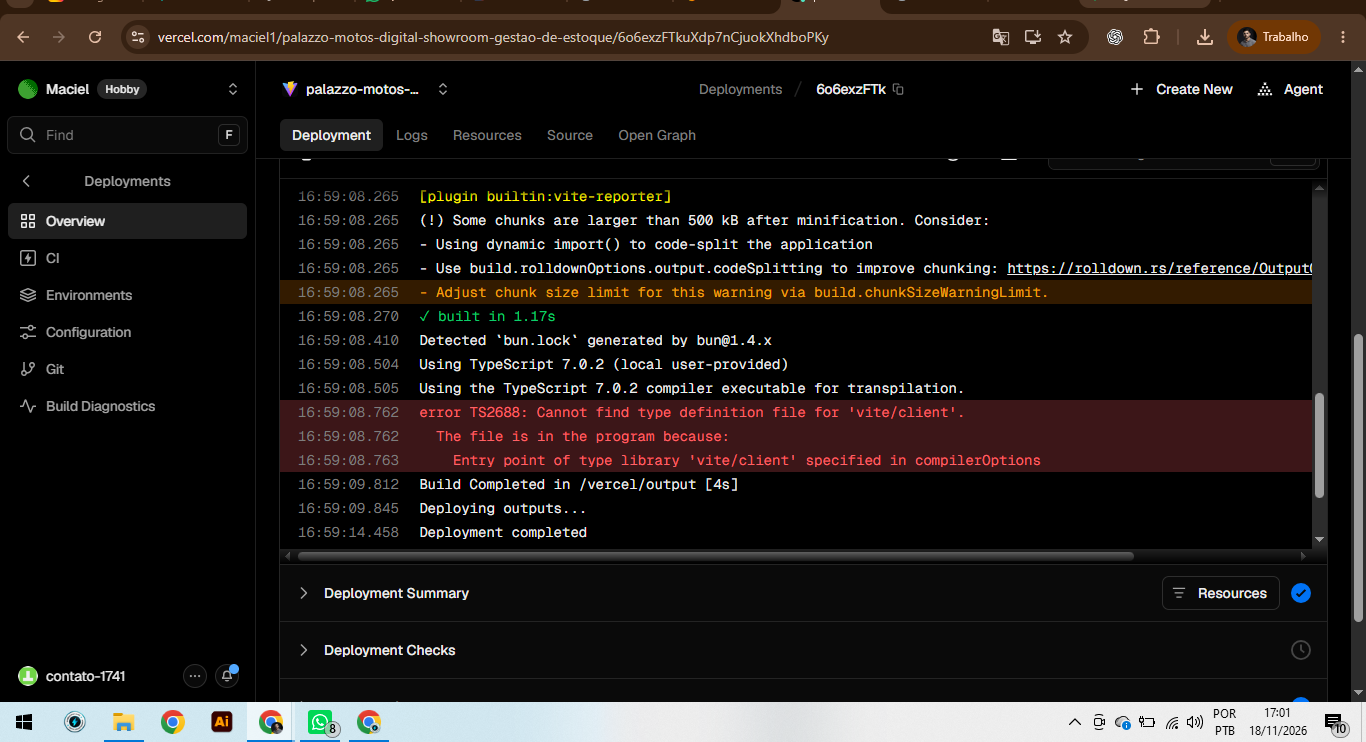 vercel.com/maciel1/palazzo-motos-digital-showroom-gestao-de-estoque/6o6exzFTkuXdp7nCjuokXhdboPKy
Trabalho
Maciel Hobby
palazzo-motos-...
Deployments / 6o6exzFTk
Create New
Agent
Find F
Deployment Logs Resources Source Open Graph
Deployments
Overview
CI
Environments
Configuration
Git
Build Diagnostics
16:59:08.265 [plugin builtin:vite-reporter]
16:59:08.265 (!) Some chunks are larger than 500 kB after minification. Consider:
16:59:08.265 - Using dynamic import() to code-split the application
16:59:08.265 - Use build.rolldownOptions.output.codeSplitting to improve chunking: https://rolldown.rs/reference/Output
16:59:08.265 - Adjust chunk size limit for this warning via build.chunkSizeWarningLimit.
16:59:08.270 ✓ built in 1.17s
16:59:08.410 Detected `bun.lock` generated by bun@1.4.x
16:59:08.504 Using TypeScript 7.0.2 (local user-provided)
16:59:08.505 Using the TypeScript 7.0.2 compiler executable for transpilation.
16:59:08.762 error TS2688: Cannot find type definition file for 'vite/client'.
16:59:08.762 The file is in the program because:
16:59:08.763 Entry point of type library 'vite/client' specified in compilerOptions
16:59:09.812 Build Completed in /vercel/output [4s]
16:59:09.845 Deploying outputs...
16:59:14.458 Deployment completed
Deployment Summary
Resources
Deployment Checks
contato-1741
Ai
8
POR
PTB
17:01
18/11/2026
10